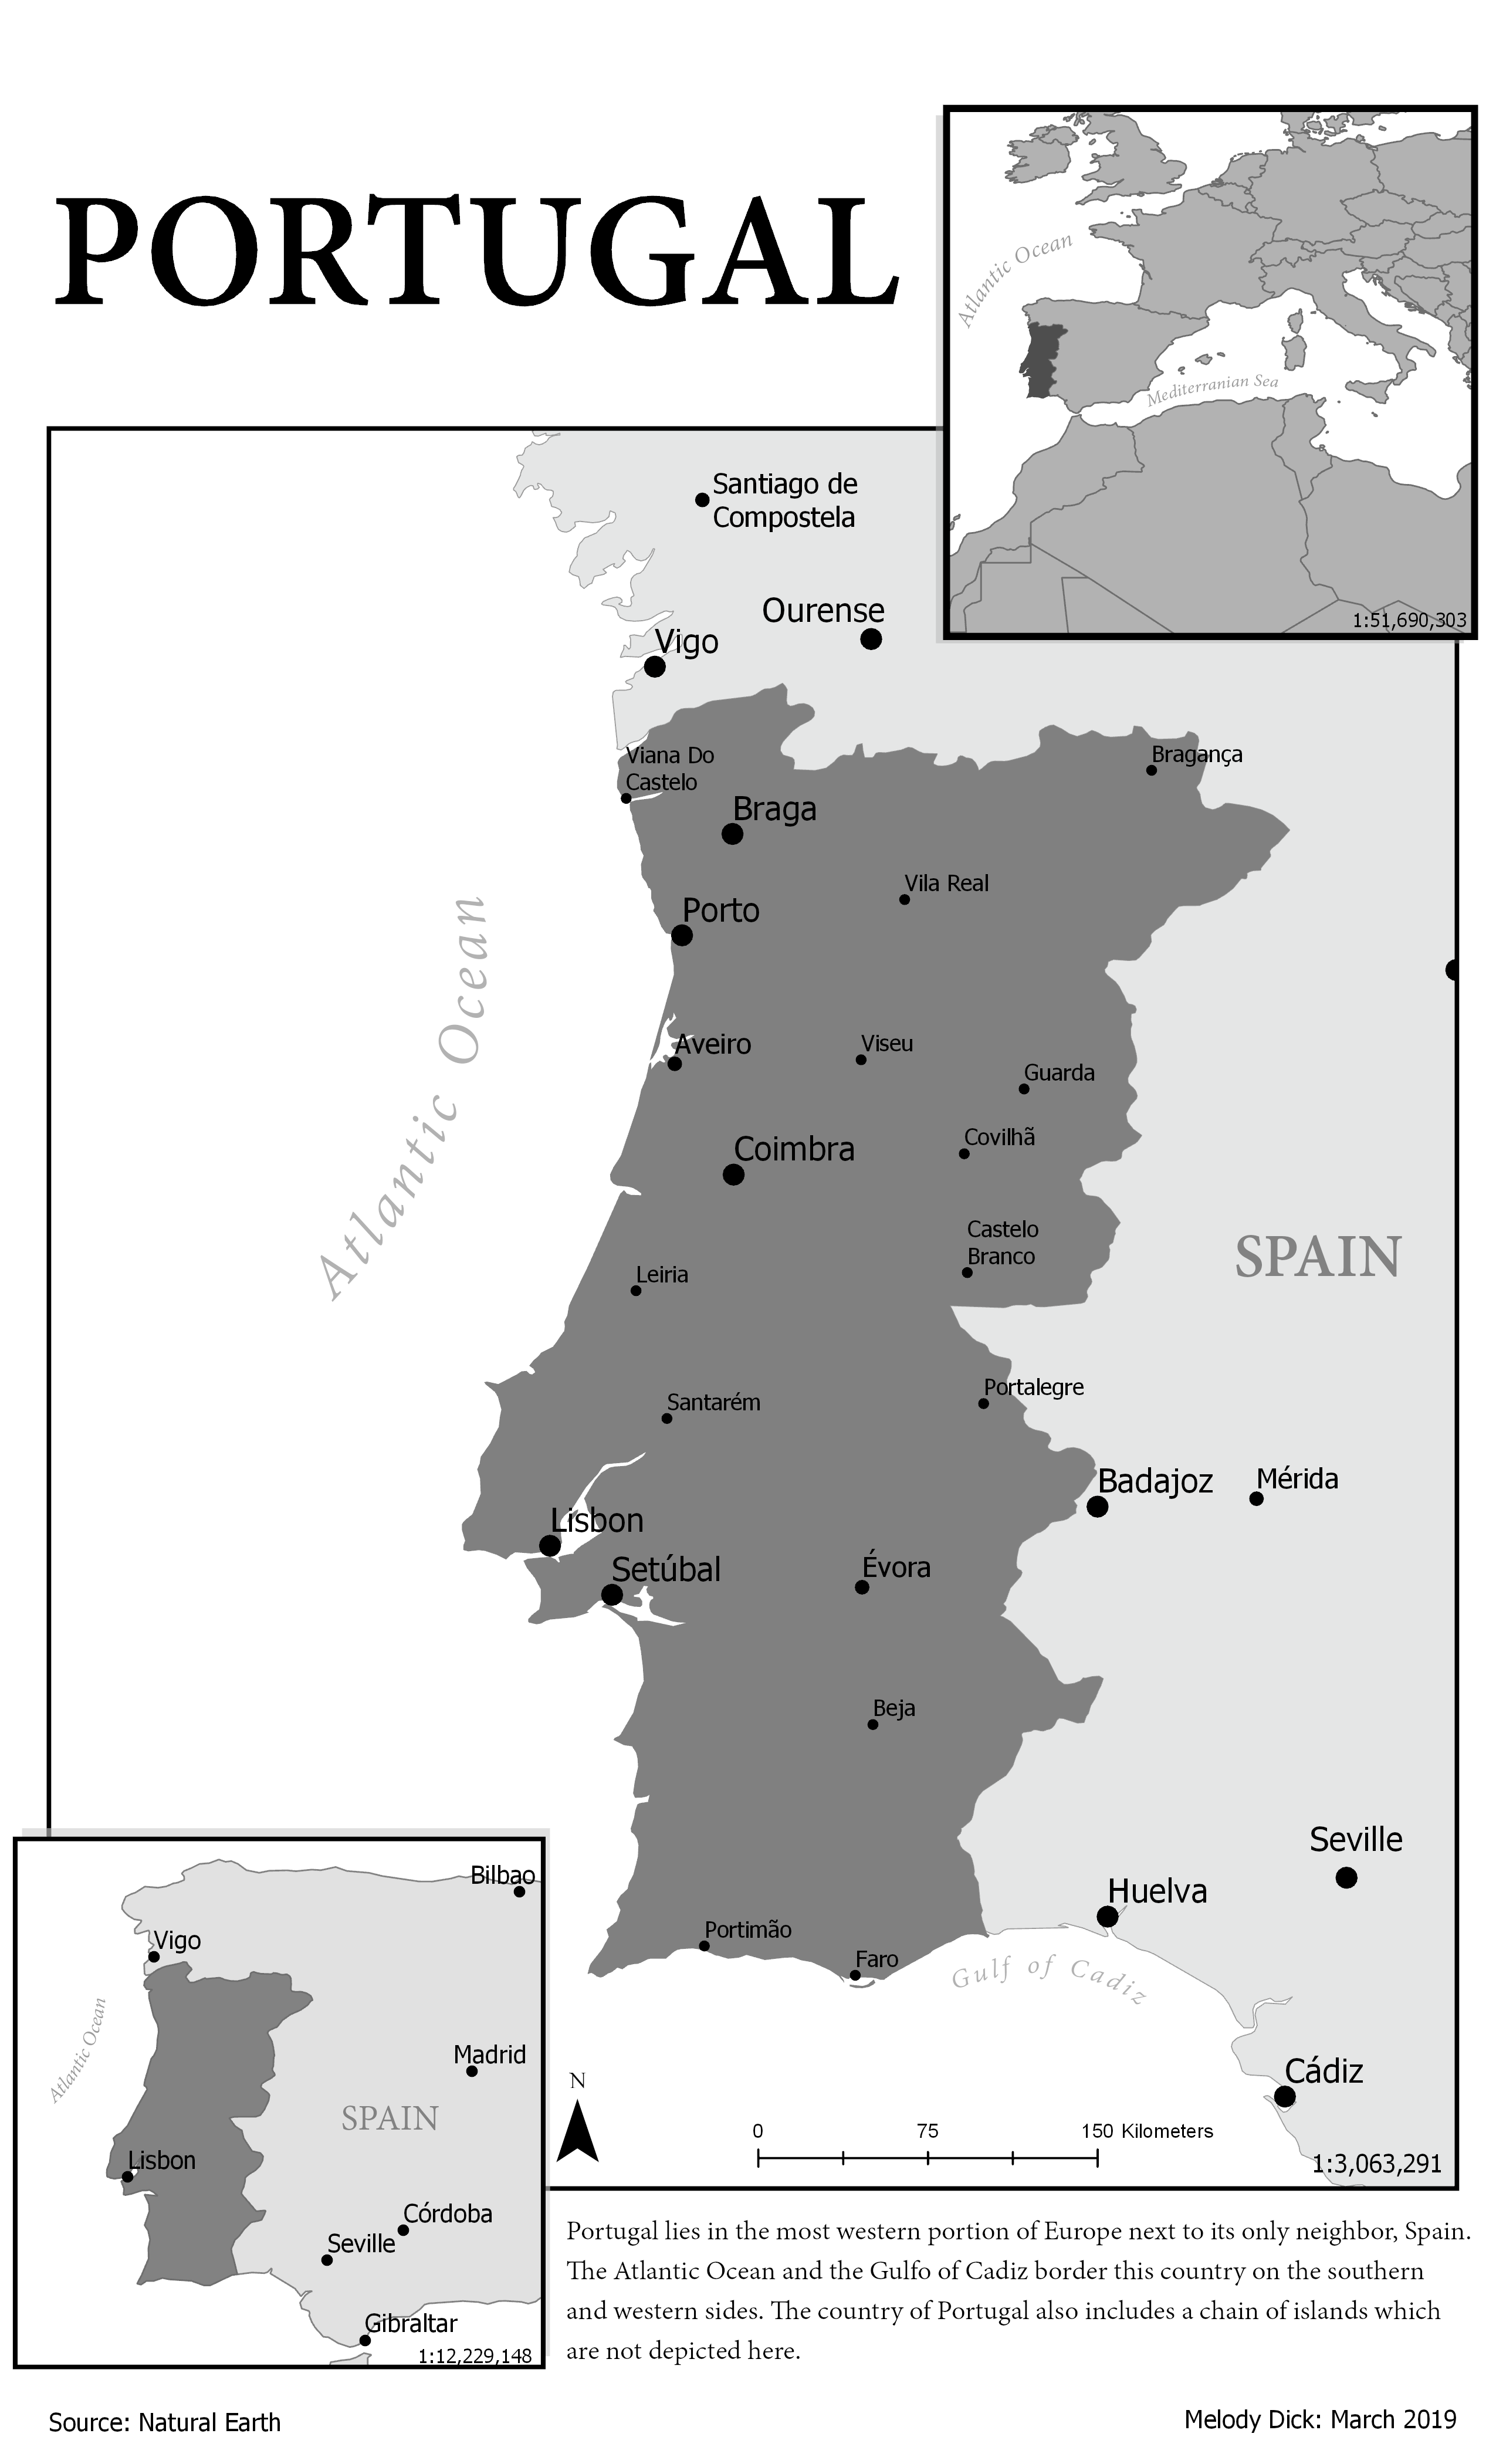 PORTUGAL
Atlantic Ocean
Mediterranian Sea
1:51,690,303
Santiago de
Compostela
Ourense
Vigo
Viana Do
Castelo
Bragança
Braga
Vila Real
Porto
Atlantic Ocean
Aveiro
Viseu
Guarda
Covilhã
Coimbra
Castelo
Branco
SPAIN
Leiria
Portalegre
Santarém
Badajoz
Mérida
Lisbon
Setúbal
Évora
Beja
Seville
Huelva
Portimão
Faro
Gulf of Cadiz
Cádiz
N
0 75 150 Kilometers
1:3,063,291
Bilbao
Vigo
Atlantic Ocean
Madrid
SPAIN
Lisbon
Córdoba
Seville
Gibraltar
1:12,229,148
Portugal lies in the most western portion of Europe next to its only neighbor, Spain.
The Atlantic Ocean and the Gulfo of Cadiz border this country on the southern
and western sides. The country of Portugal also includes a chain of islands which
are not depicted here.
Source: Natural Earth
Melody Dick: March 2019